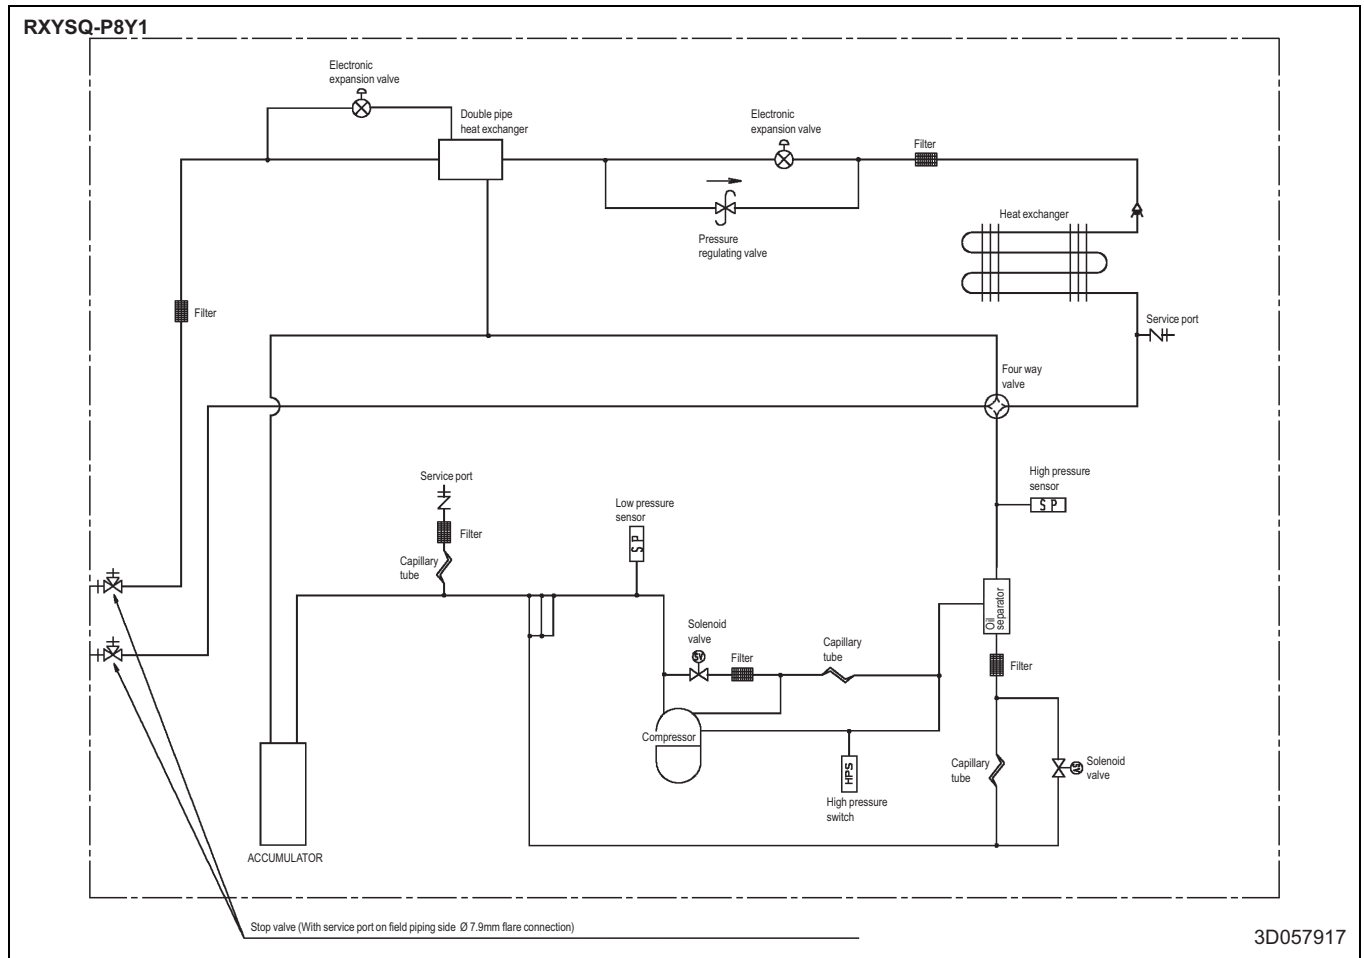 RXYSQ-P8Y1
Electronic
expansion valve
Double pipe
heat exchanger
Electronic
expansion valve
Filter
Pressure
regulating valve
Heat exchanger
Filter
Service port
Four way
valve
Service port
Filter
Capillary
tube
Low pressure
sensor
S P
High pressure
sensor
S P
Oil
separator
Solenoid
valve
SV
Filter
Capillary
tube
Filter
Compressor
HPS
High pressure
switch
Capillary
tube
SV
Solenoid
valve
ACCUMULATOR
Stop valve (With service port on field piping side Ø 7.9mm flare connection)
3D057917